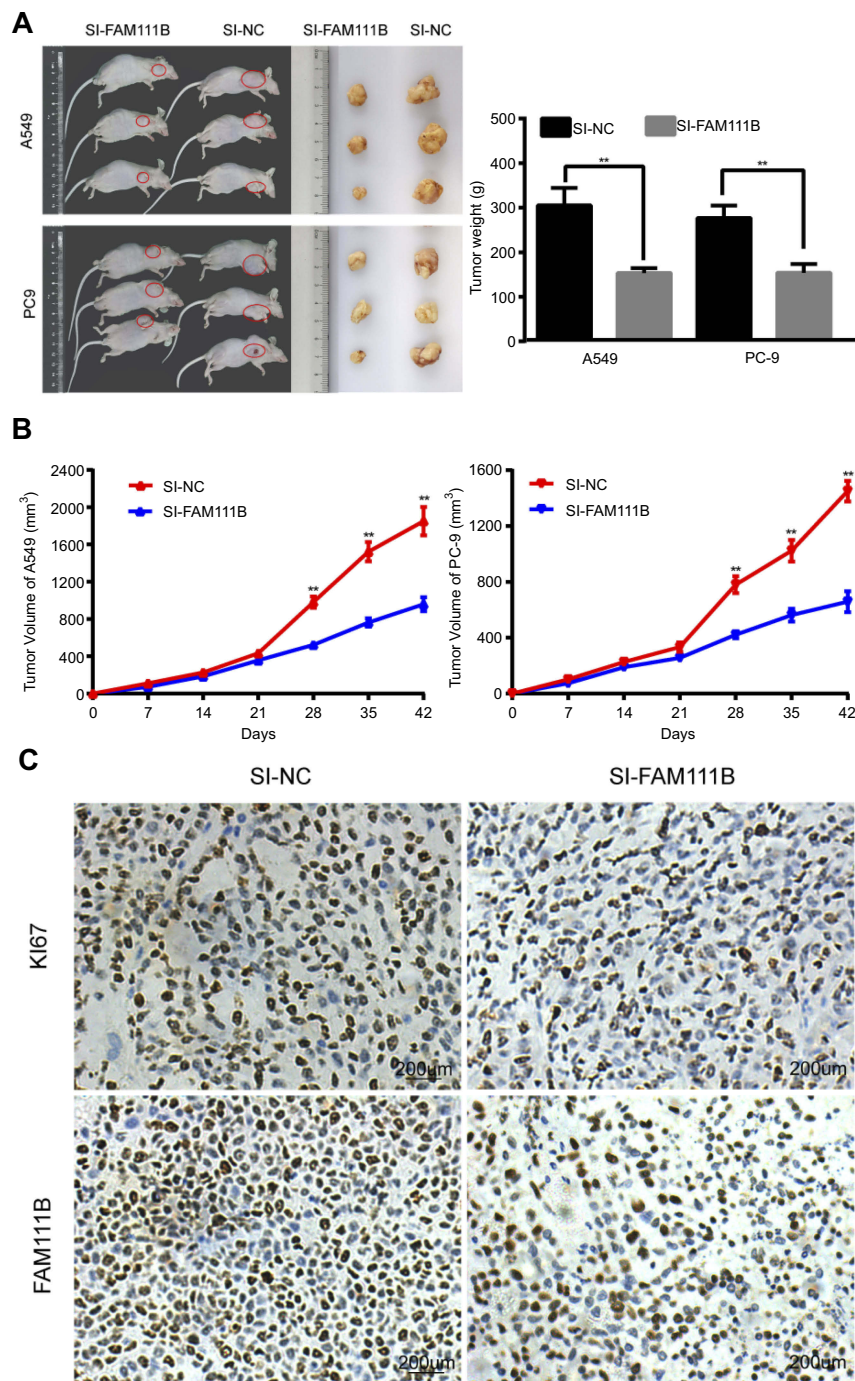 A
SI-FAM111B
SI-NC
SI-FAM111B
SI-NC
A549
PC9
SI-NC
SI-FAM111B
Tumor weight (g)
500
400
300
200
100
0
**
**
A549
PC-9
B
Tumor Volume of A549 (mm³)
2400
2000
1600
1200
800
400
0
SI-NC
SI-FAM111B
**
**
**
0 7 14 21 28 35 42
Days
Tumor Volume of PC-9 (mm³)
1600
1200
800
400
0
SI-NC
SI-FAM111B
**
**
**
0 7 14 21 28 35 42
Days
C
SI-NC
SI-FAM111B
KI67
200um
200um
FAM111B
200um
200um